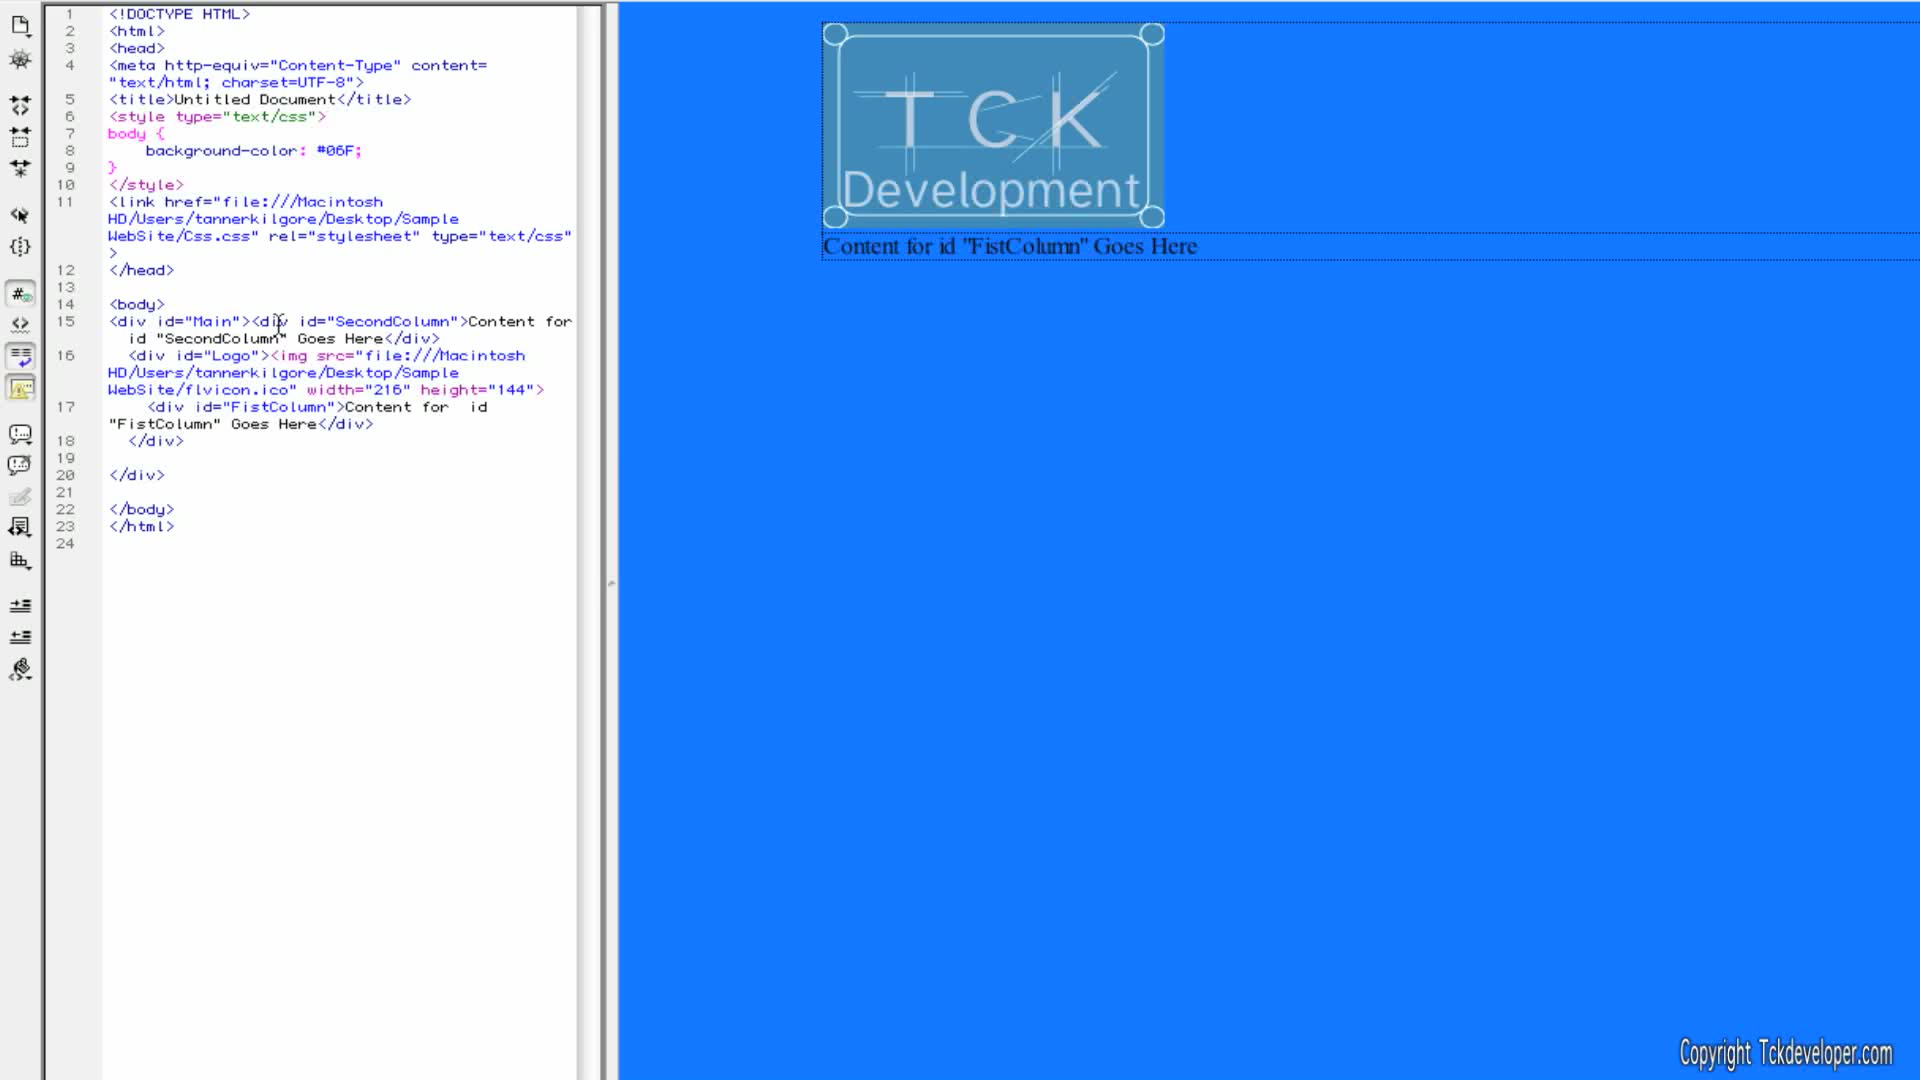 1 <!DOCTYPE HTML>
2 <html>
3 <head>
4 <meta http-equiv="Content-Type" content=
"text/html; charset=UTF-8">
5 <title>Untitled Document</title>
6 <style type="text/css">
7 body {
8 background-color: #06F;
9 }
10 </style>
11 <link href="file:///Macintosh
HD/Users/tannerkilgore/Desktop/Sample
WebSite/Css.css" rel="stylesheet" type="text/css"
>
12 </head>
13
14 <body>
15 <div id="Main"><div id="SecondColumn">Content for
id "SecondColumn" Goes Here</div>
16 <div id="Logo"><img src="file:///Macintosh
HD/Users/tannerkilgore/Desktop/Sample
WebSite/flvicon.ico" width="216" height="144">
17 <div id="FistColumn">Content for id
"FistColumn" Goes Here</div>
18 </div>
19
20 </div>
21
22 </body>
23 </html>
24
TCK
Development
Content for id "FistColumn" Goes Here
Copyright Tckdeveloper.com